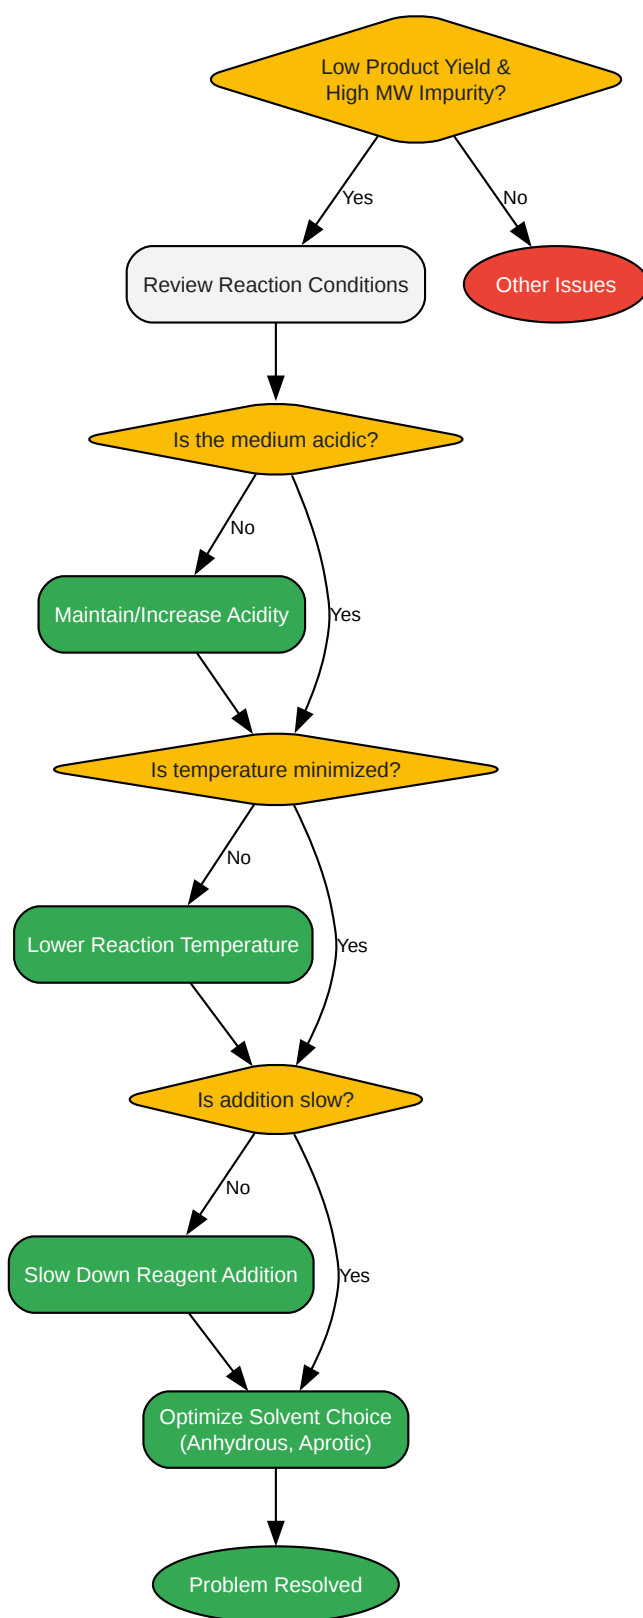 Low Product Yield &
High MW Impurity?
Yes
No
Review Reaction Conditions
Other Issues
Is the medium acidic?
No
Maintain/Increase Acidity
Yes
Is temperature minimized?
No
Lower Reaction Temperature
Yes
Is addition slow?
No
Slow Down Reagent Addition
Yes
Optimize Solvent Choice
(Anhydrous, Aprotic)
Problem Resolved